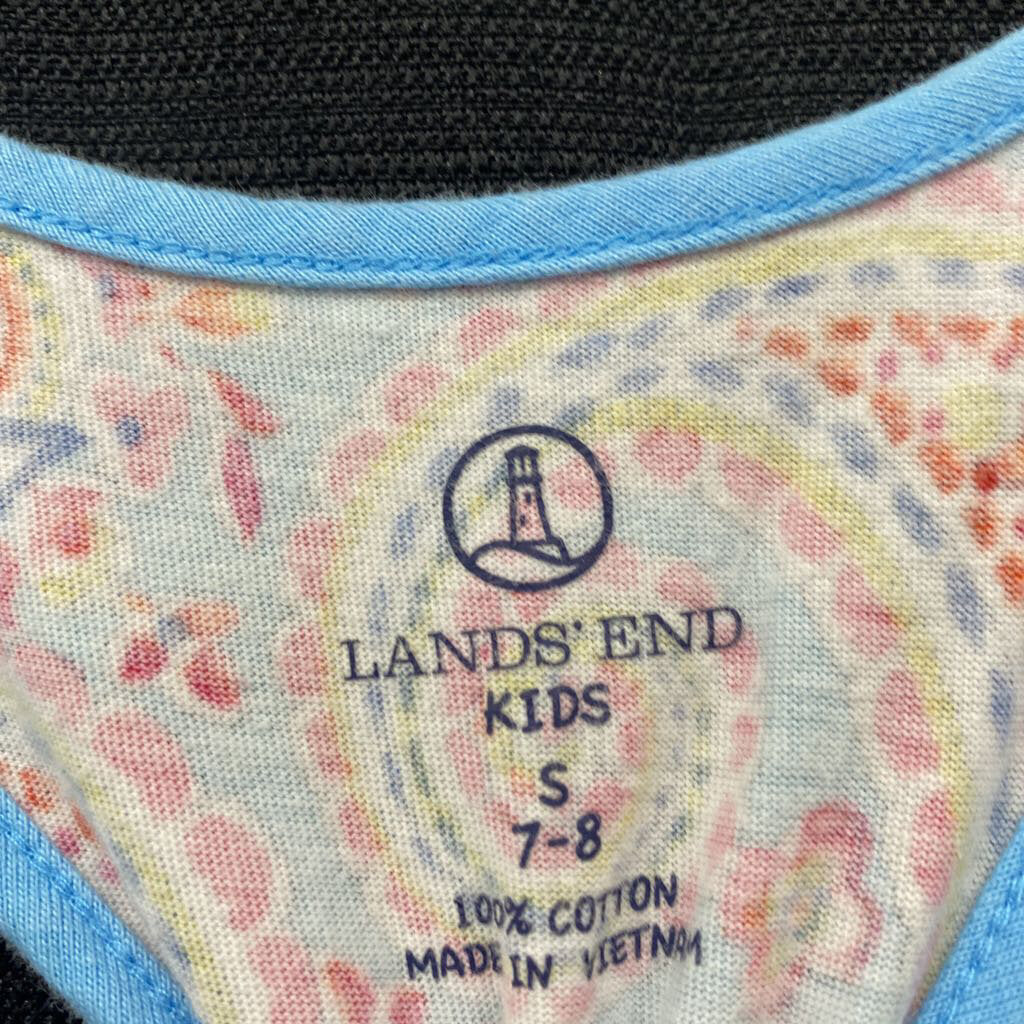 LANDS' END
KIDS
S
7-8
100% COTTON
MADE IN VIETNAM